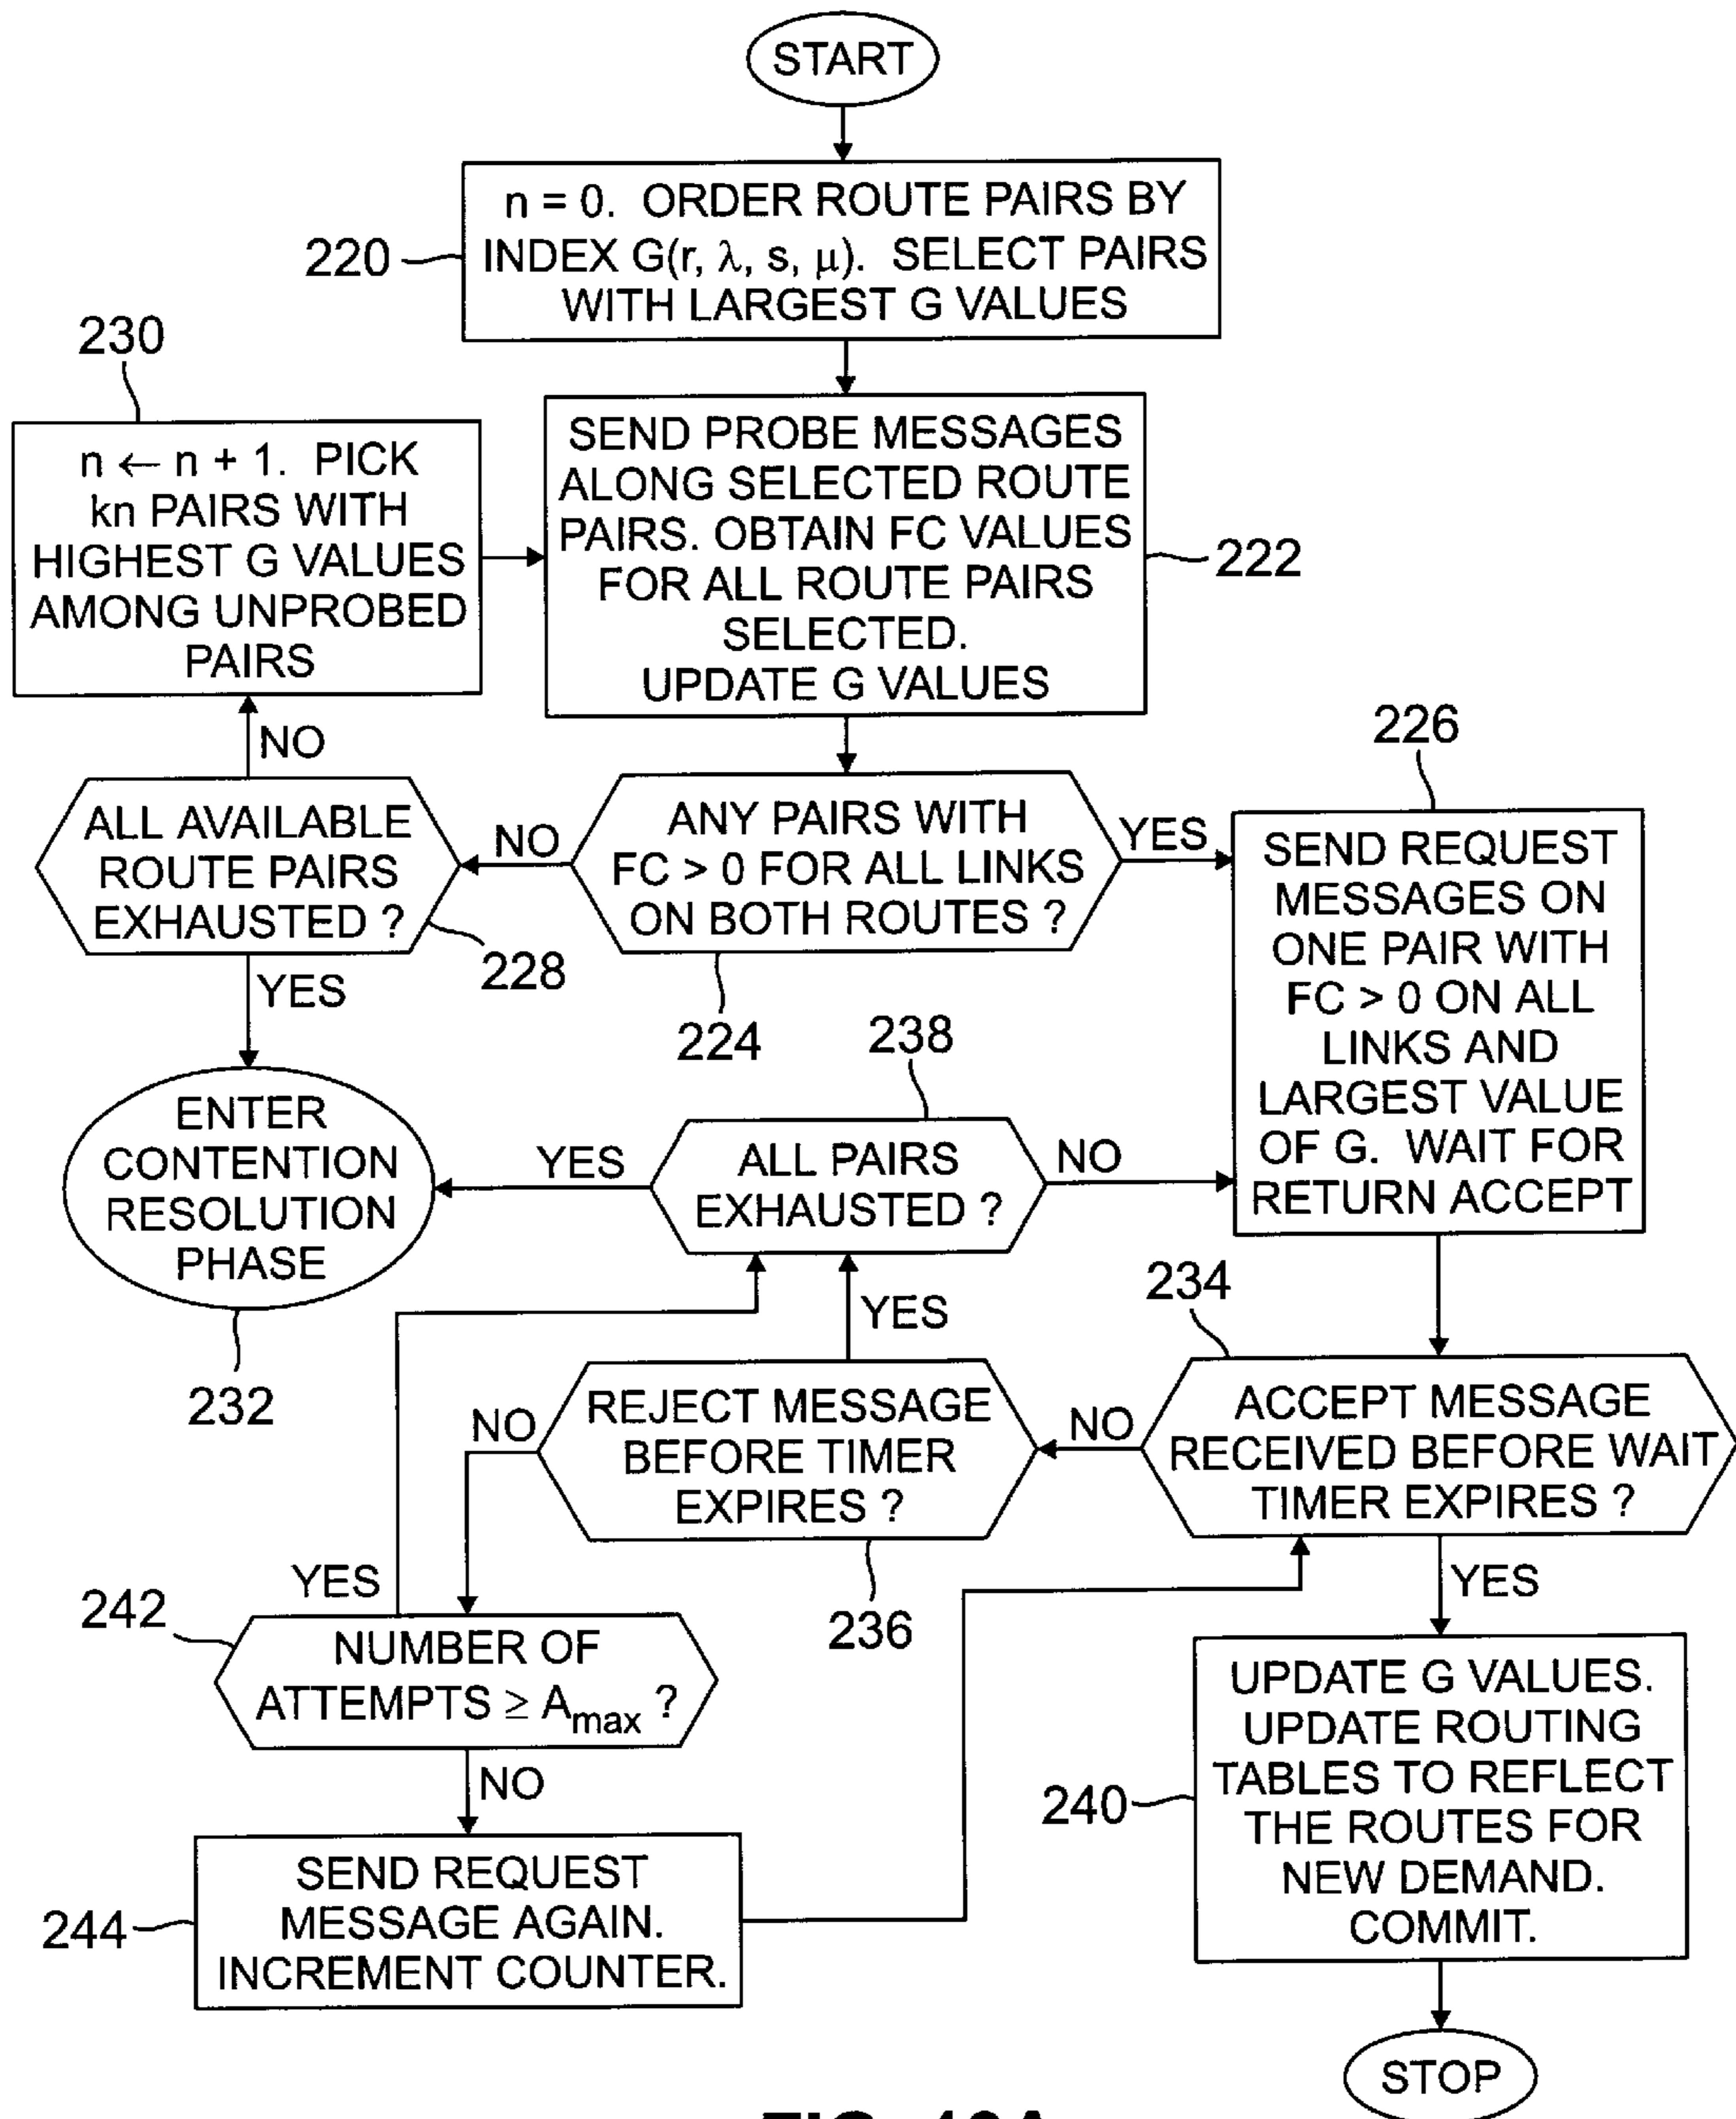 START
n = 0. ORDER ROUTE PAIRS BY
INDEX G(r, λ, s, μ). SELECT PAIRS
WITH LARGEST G VALUES
220
230
n ← n + 1. PICK
kn PAIRS WITH
HIGHEST G VALUES
AMONG UNPROBED
PAIRS
SEND PROBE MESSAGES
ALONG SELECTED ROUTE
PAIRS. OBTAIN FC VALUES
FOR ALL ROUTE PAIRS
SELECTED.
UPDATE G VALUES
222
NO
ALL AVAILABLE
ROUTE PAIRS
EXHAUSTED ?
228
NO
ANY PAIRS WITH
FC > 0 FOR ALL LINKS
ON BOTH ROUTES ?
224
YES
226
SEND REQUEST
MESSAGES ON
ONE PAIR WITH
FC > 0 ON ALL
LINKS AND
LARGEST VALUE
OF G. WAIT FOR
RETURN ACCEPT
YES
ENTER
CONTENTION
RESOLUTION
PHASE
232
YES
238
ALL PAIRS
EXHAUSTED ?
NO
YES
234
ACCEPT MESSAGE
RECEIVED BEFORE WAIT
TIMER EXPIRES ?
NO
REJECT MESSAGE
BEFORE TIMER
EXPIRES ?
236
NO
YES
242
NUMBER OF
ATTEMPTS ≥ Amax ?
NO
244
SEND REQUEST
MESSAGE AGAIN.
INCREMENT COUNTER.
YES
240
UPDATE G VALUES.
UPDATE ROUTING
TABLES TO REFLECT
THE ROUTES FOR
NEW DEMAND.
COMMIT.
STOP